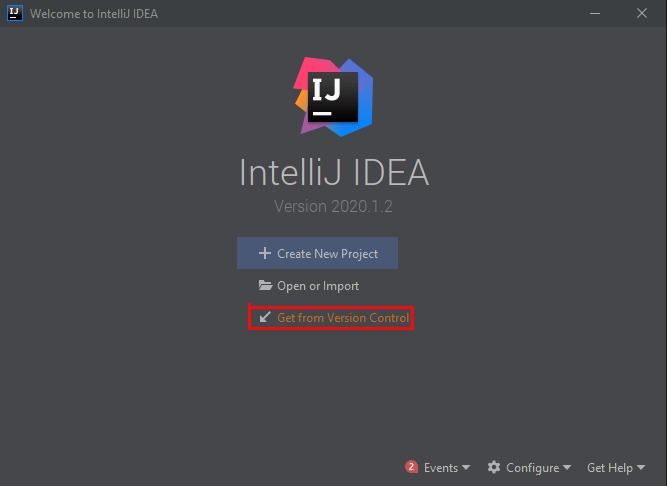 IJ Welcome to IntelliJ IDEA
IJ
IntelliJ IDEA
Version 2020.1.2
Create New Project
Open or Import
Get from Version Control
2 Events Configure Get Help